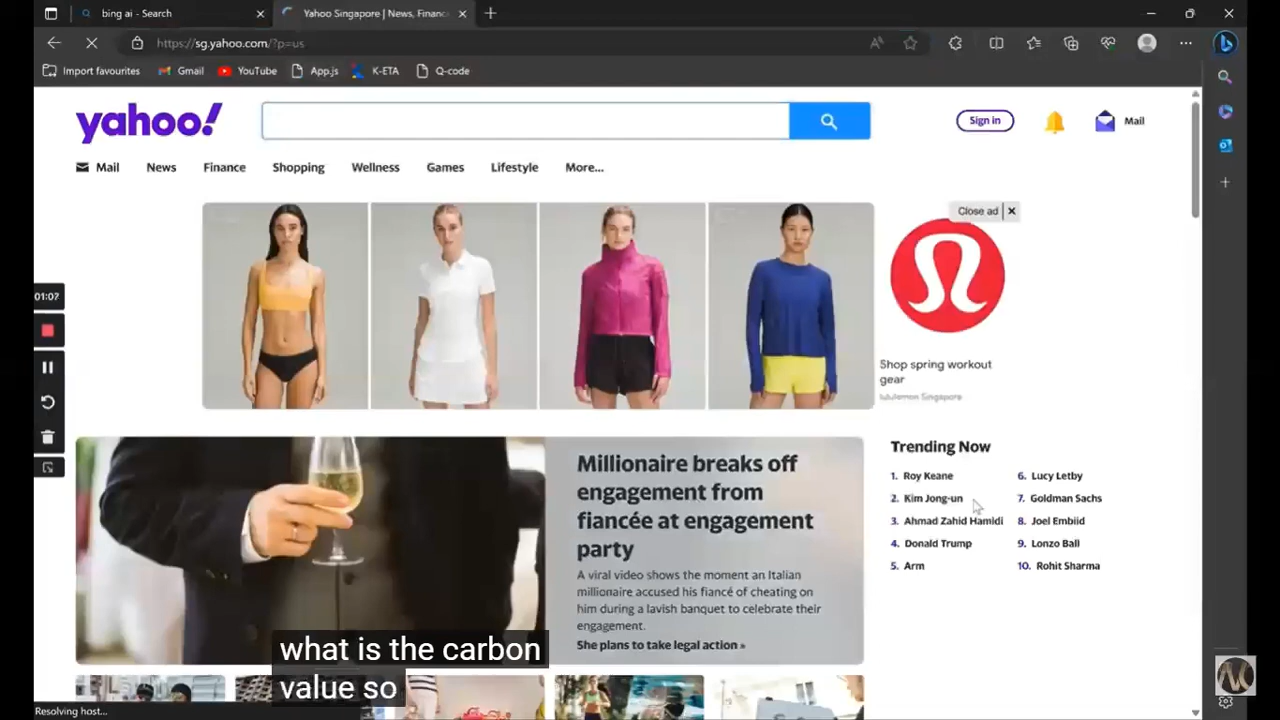 bing ai - Search
Yahoo Singapore | News, Financ
https://sg.yahoo.com/?p=us
Import favourites
Gmail
YouTube
App.js
K-ETA
Q-code
yahoo!
Sign in
Mail
Mail
News
Finance
Shopping
Wellness
Games
Lifestyle
More...
Close ad
Shop spring workout
gear
lululemon Singapore
01:07
Millionaire breaks off
engagement from
fiancée at engagement
party
A viral video shows the moment an Italian
millionaire accused his fiancé of cheating on
him during a lavish banquet to celebrate their
engagement.
She plans to take legal action »
Trending Now
1. Roy Keane
2. Kim Jong-un
3. Ahmad Zahid Hamidi
4. Donald Trump
5. Arm
6. Lucy Letby
7. Goldman Sachs
8. Joel Embiid
9. Lonzo Ball
10. Rohit Sharma
what is the carbon
value so
Resolving host...